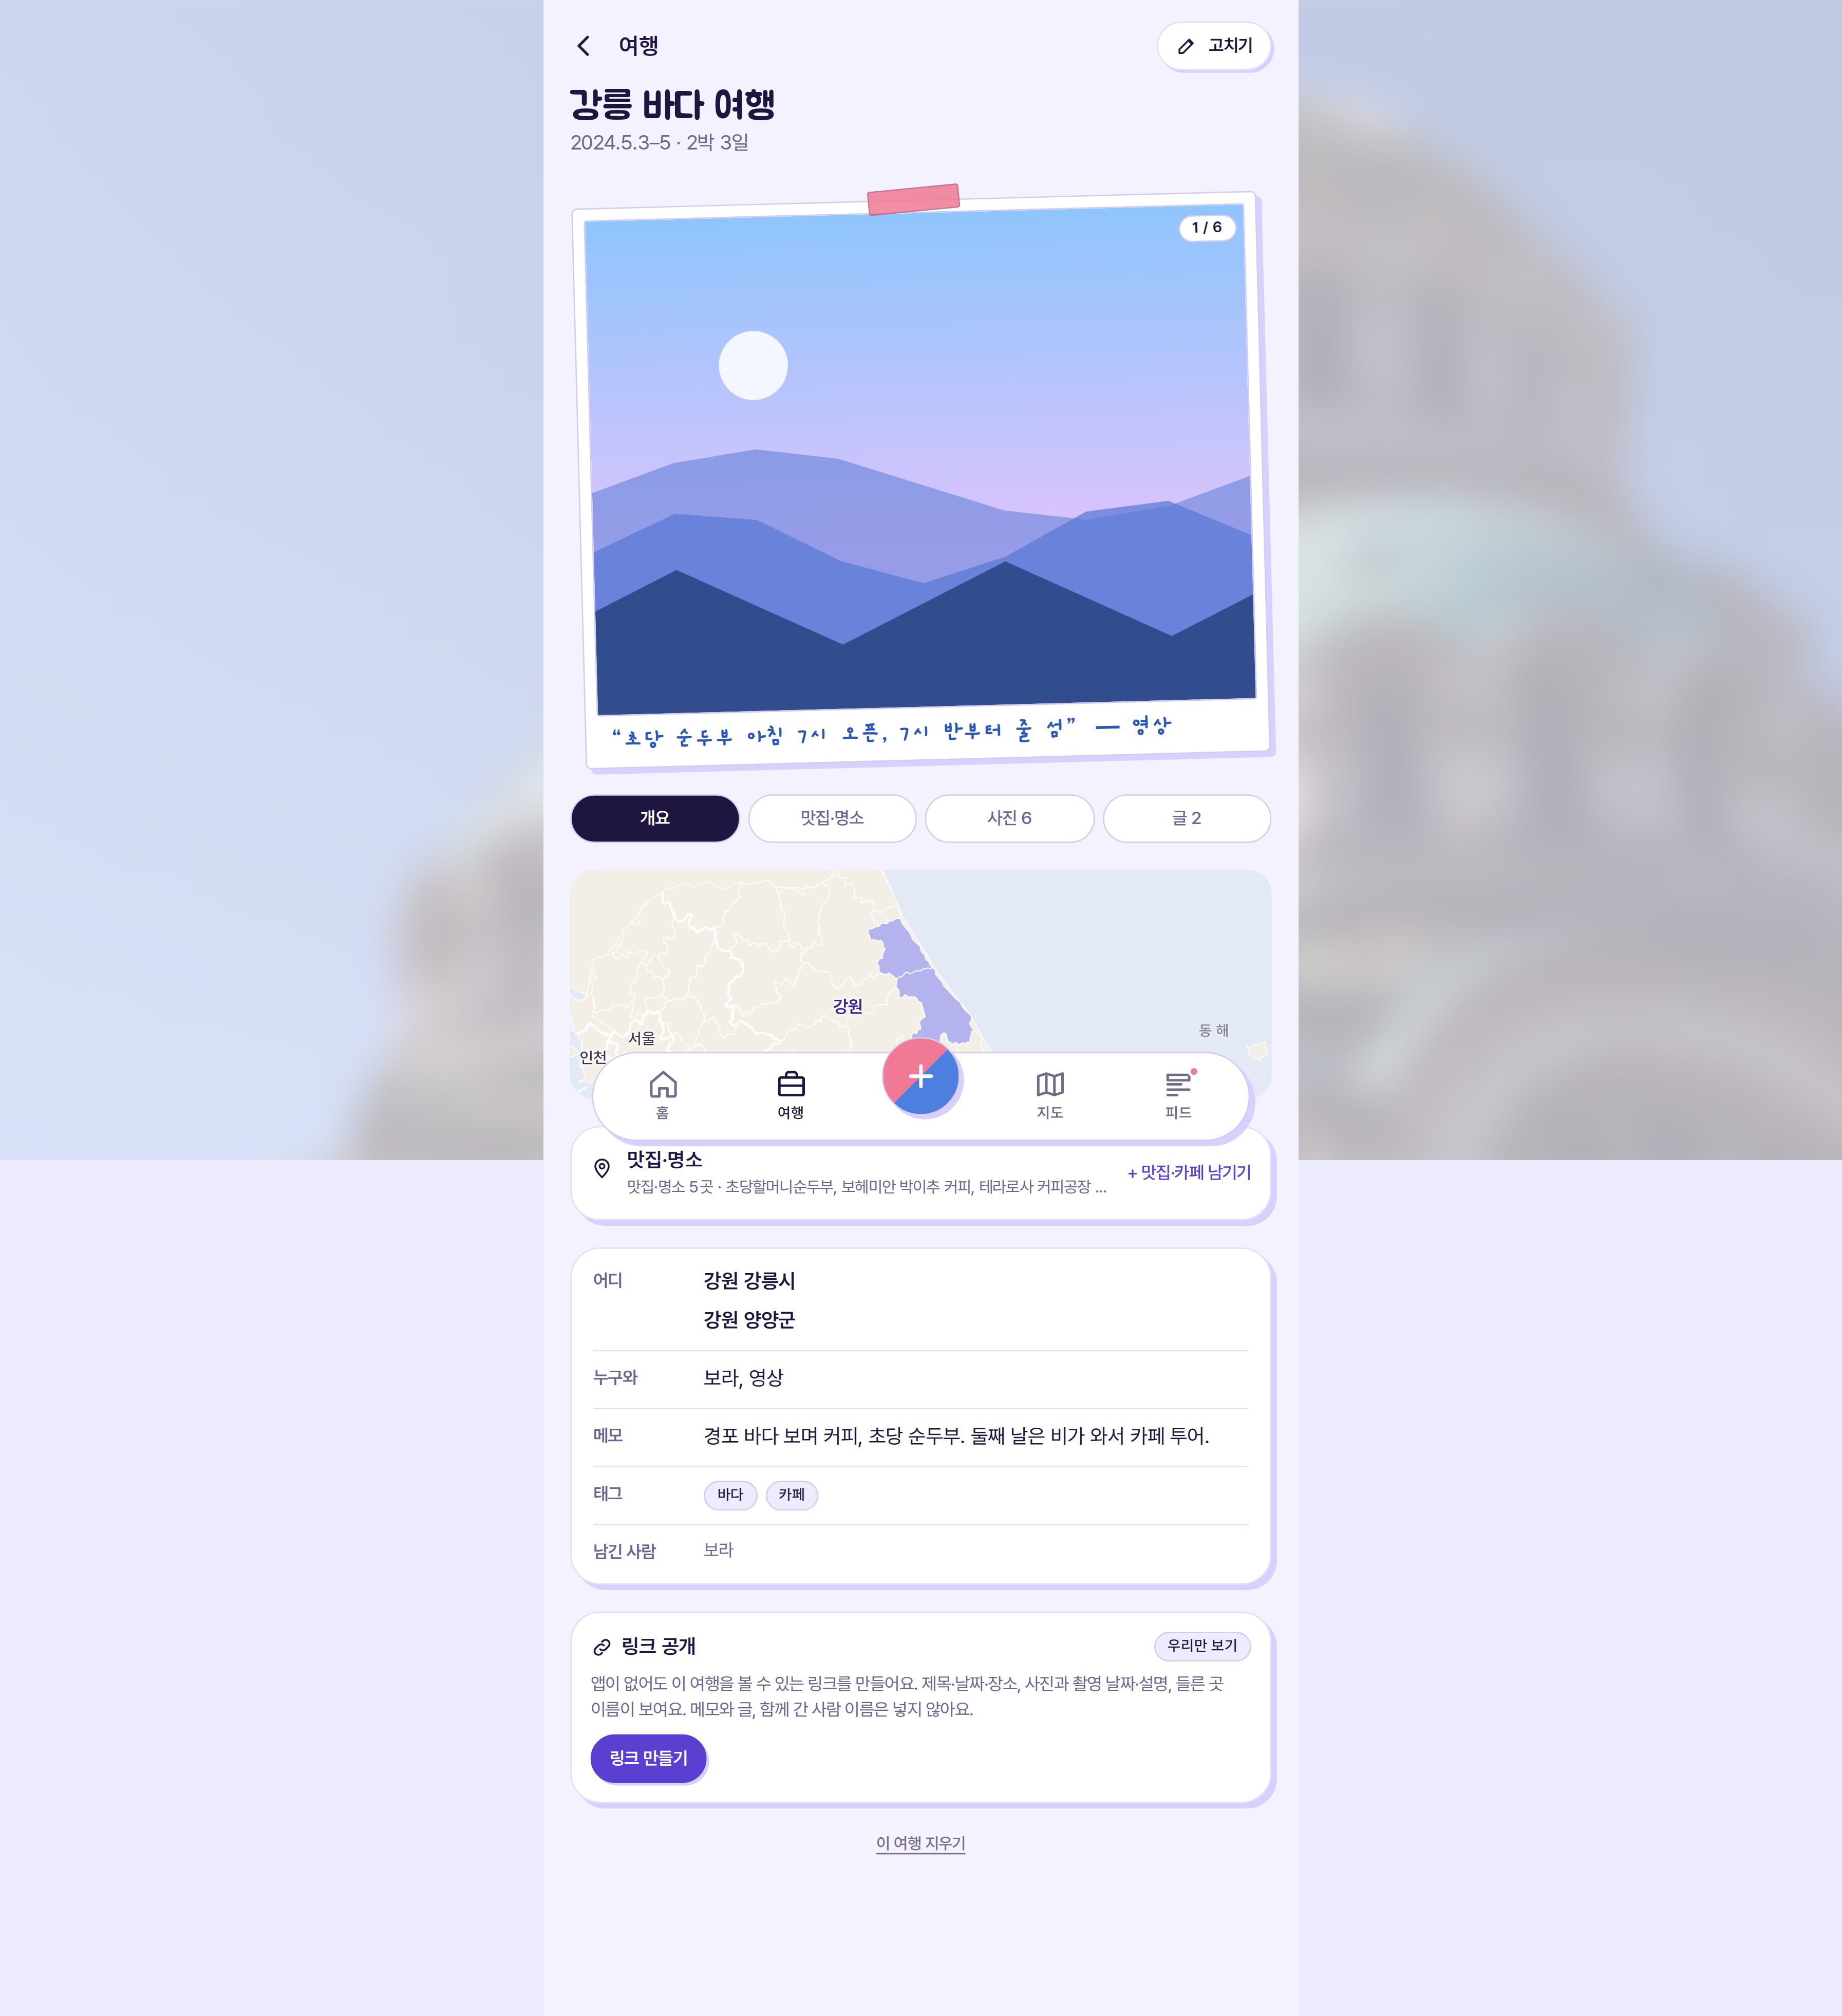 여행
고치기
강릉 바다 여행
2024.5.3–5 · 2박 3일
1 / 6
“초당 순두부 아침 7시 오픈, 7시 반부터 줄 섬” — 영상
개요
맛집·명소
사진 6
글 2
강원
서울
동 해
인천
홈
여행
지도
피드
맛집·명소
맛집·명소 5곳 · 초당할머니순두부, 보헤미안 박이추 커피, 테라로사 커피공장 ...
+ 맛집·카페 남기기
어디
강원 강릉시
강원 양양군
누구와
보라, 영상
메모
경포 바다 보며 커피, 초당 순두부. 둘째 날은 비가 와서 카페 투어.
태그
바다
카페
남긴 사람
보라
링크 공개
우리만 보기
앱이 없어도 이 여행을 볼 수 있는 링크를 만들어요. 제목·날짜·장소, 사진과 촬영 날짜·설명, 들른 곳
이름이 보여요. 메모와 글, 함께 간 사람 이름은 넣지 않아요.
링크 만들기
이 여행 지우기